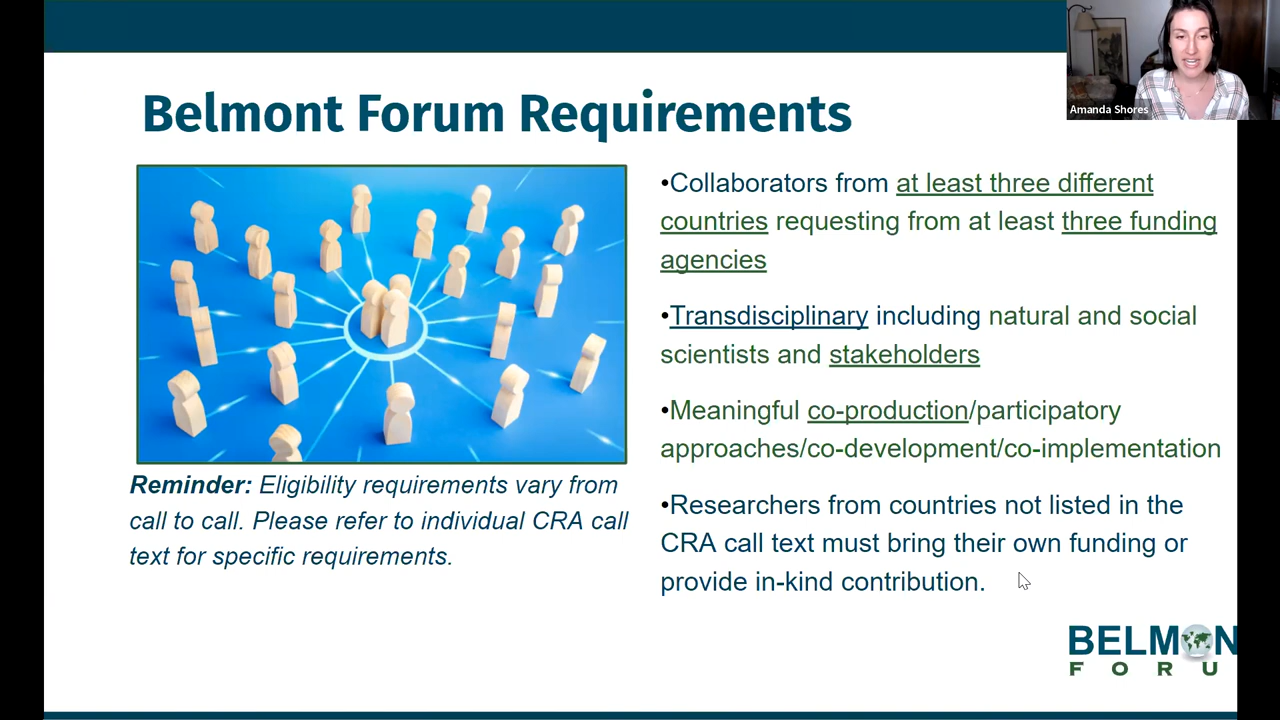 Belmont Forum Requirements
Amanda Shores
•Collaborators from at least three different
countries requesting from at least three funding
agencies
•Transdisciplinary including natural and social
scientists and stakeholders
•Meaningful co-production/participatory
approaches/co-development/co-implementation
•Researchers from countries not listed in the
CRA call text must bring their own funding or
provide in-kind contribution.
Reminder: Eligibility requirements vary from
call to call. Please refer to individual CRA call
text for specific requirements.
BELMON
FORU